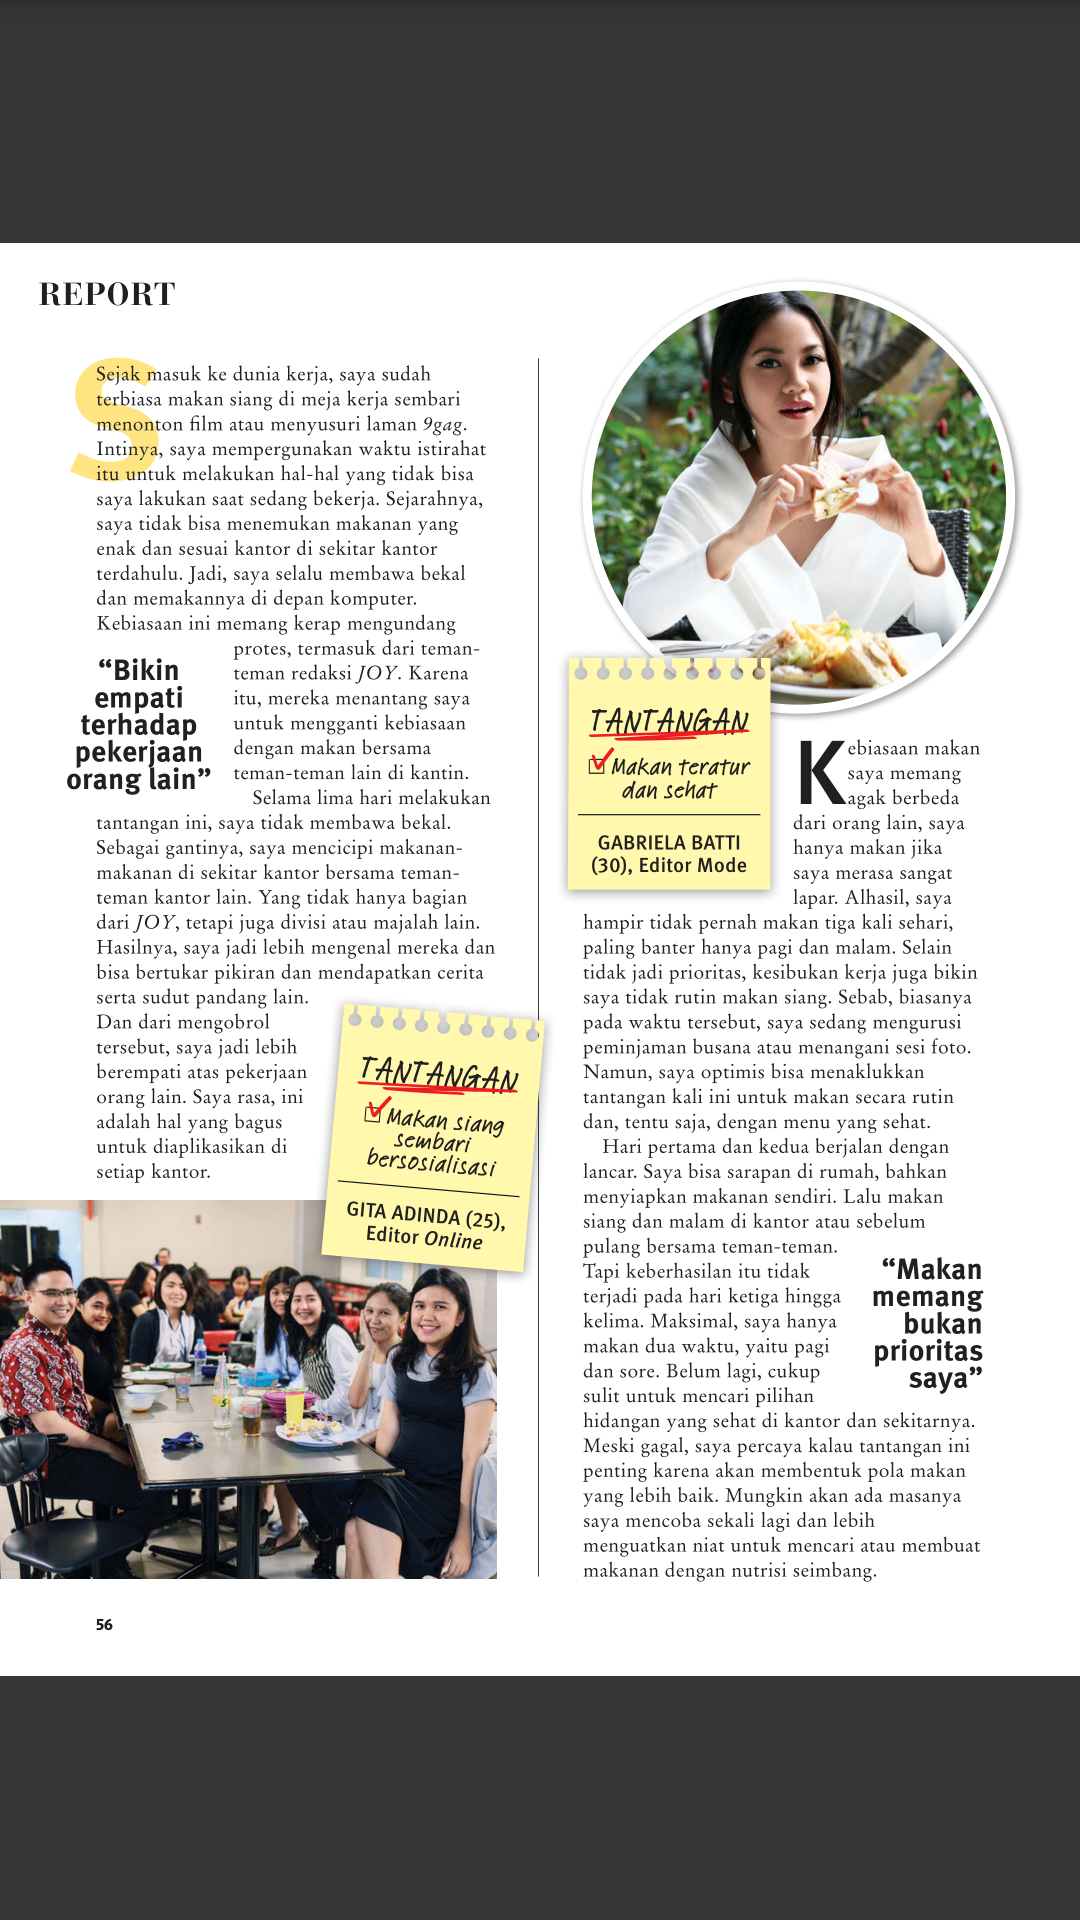 REPORT
Sejak masuk ke dunia kerja, saya sudah
terbiasa makan siang di meja kerja sembari
menonton film atau menyusuri laman 9gag.
Intinya, saya mempergunakan waktu istirahat
itu untuk melakukan hal-hal yang tidak bisa
saya lakukan saat sedang bekerja. Sejarahnya,
saya tidak bisa menemukan makanan yang
enak dan sesuai kantor di sekitar kantor
terdahulu. Jadi, saya selalu membawa bekal
dan memakannya di depan komputer.
Kebiasaan ini memang kerap mengundang
protes, termasuk dari teman-
teman redaksi JOY. Karena
itu, mereka menantang saya
untuk mengganti kebiasaan
dengan makan bersama
teman-teman lain di kantin.
"Bikin
empati
terhadap
pekerjaan
orang lain"
Selama lima hari melakukan
tantangan ini, saya tidak membawa bekal.
Sebagai gantinya, saya mencicipi makanan-
makanan di sekitar kantor bersama teman-
teman kantor lain. Yang tidak hanya bagian
dari JOY, tetapi juga divisi atau majalah lain.
Hasilnya, saya jadi lebih mengenal mereka dan
bisa bertukar pikiran dan mendapatkan cerita
serta sudut pandang lain.
Dan dari mengobrol
tersebut, saya jadi lebih
berempati atas pekerjaan
orang lain. Saya rasa, ini
adalah hal yang bagus
untuk diaplikasikan di
setiap kantor.
TANTANGAN
Makan siang
sembari
bersosialisasi
GITA ADINDA (25),
Editor Online
TANTANGAN
Makan teratur
dan sehat
GABRIELA BATTI
(30), Editor Mode
Kebiasaan makan
saya memang
agak berbeda
dari orang lain, saya
hanya makan jika
saya merasa sangat
lapar. Alhasil, saya
hampir tidak pernah makan tiga kali sehari,
paling banter hanya pagi dan malam. Selain
tidak jadi prioritas, kesibukan kerja juga bikin
saya tidak rutin makan siang. Sebab, biasanya
pada waktu tersebut, saya sedang mengurusi
peminjaman busana atau menangani sesi foto.
Namun, saya optimis bisa menaklukkan
tantangan kali ini untuk makan secara rutin
dan, tentu saja, dengan menu yang sehat.
Hari pertama dan kedua berjalan dengan
lancar. Saya bisa sarapan di rumah, bahkan
menyiapkan makanan sendiri. Lalu makan
siang dan malam di kantor atau sebelum
pulang bersama teman-teman.
Tapi keberhasilan itu tidak
terjadi pada hari ketiga hingga
kelima. Maksimal, saya hanya
makan dua waktu, yaitu pagi
dan sore. Belum lagi, cukup
sulit untuk mencari pilihan
hidangan yang sehat di kantor dan sekitarnya.
Meski gagal, saya percaya kalau tantangan ini
penting karena akan membentuk pola makan
yang lebih baik. Mungkin akan ada masanya
saya mencoba sekali lagi dan lebih
menguatkan niat untuk mencari atau membuat
makanan dengan nutrisi seimbang.
"Makan
memang
bukan
prioritas
saya"
56